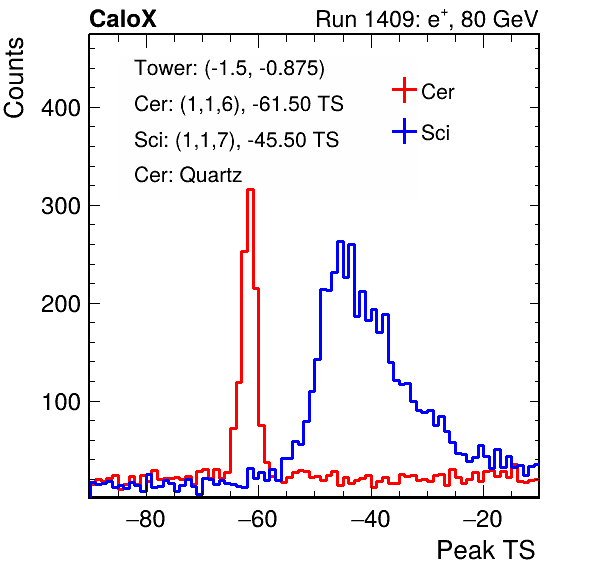 CaloX Run 1409: e⁺, 80 GeV
Counts
Tower: (-1.5, -0.875)
Cer: (1,1,6), -61.50 TS
Sci: (1,1,7), -45.50 TS
Cer: Quartz
Cer
Sci
400
300
200
100
−80 −60 −40 −20
Peak TS